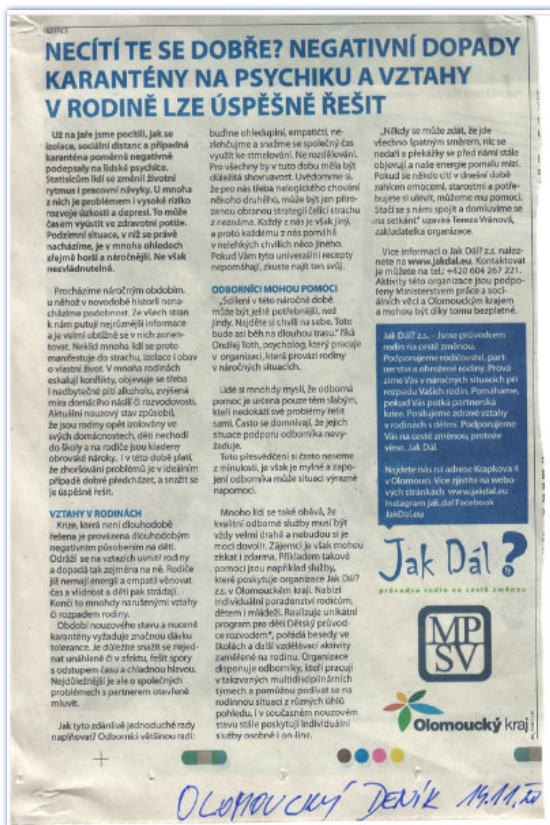 INZERCE
NECÍTÍ TE SE DOBŘE? NEGATIVNÍ DOPADY
KARANTÉNY NA PSYCHIKU A VZTAHY
V RODINĚ LZE ÚSPĚŠNĚ ŘEŠIT
Už na jaře jsme pocítili, jak se
izolace, sociální distanc a případná
karanténa poměrně negativně
podepsaly na lidské psychice.
Statisícům lidí se změnil životní
rytmus i pracovní návyky. U mnoha
z nich je problémem i vysoké riziko
rozvoje úzkosti a depresí. To může
časem vyústit ve zdravotní potíže.
Podzimní situace, v níž se právě
nacházíme, je v mnoha ohledech
zřejmě horší a náročnější. Ne však
nezvládnutelná.
Procházíme náročným obdobím,
u něhož v novodobé historii nena-
cházíme podobenství. Ze všech stran
k nám putují nejrůznější informace
a je velmi obtížné se v nich zorien-
tovat. Neklid mnoha lidí se proto
manifestuje do strachu, izolace i obav
o vlastní život. V mnoha rodinách
eskalují konflikty, objevuje se třeba
i nadbytečné pití alkoholu, zvýšená
míra domácího násilí či rozvodovosti.
Aktuální nouzový stav způsobil,
že jsou rodiny opět izolovány ve
svých domácnostech, děti nechodí
do školy a na rodiče jsou kladeny
obrovské nároky. I v této době platí,
že zhoršování problémů je v ideálním
případě dobré předcházet, a snažit se
je úspěšně řešit.
VZTAHY V RODINÁCH
Krize, která není dlouhodobě
řešena je provázena dlouhodobým
negativním působením na děti.
Odráží se na vztazích uvnitř rodiny
a dopadá tak zejména na ně. Rodiče
již nemají energii a empatii věnovat
čas a vlídnost a děti pak strádají.
Končí to mnohdy narušenými vztahy
či rozpadem rodiny.
Období nouzového stavu a nucené
karantény vyžaduje značnou dávku
tolerance. Je důležité snažit se nejed-
nat unáhleně či v afektu, řešit spory
s odstupem času a chladnou hlavou.
Nejdůležitější je ale o společných
problémech s partnerem otevřeně
mluvit.
Jak tyto zdánlivě jednoduché rady
naplňovat? Odborníci většinou radí:
buďme ohleduplní, empatičtí, ne-
zlehčujme a snažme se společný čas
využít ke stmelování. Ne rozdělování.
Pro všechny by v tuto dobu měla být
důležitá shovívavost. Uvědomme si,
že pro nás třeba nelogického chování
někoho druhého, může být jen přiro-
zenou obranou strategií čelící strachu
z neznáma. Každý z nás je však jiný,
a proto každému z nás pomáhá
v nelehkých chvílích něco jiného.
Pokud Vám tyto univerzální recepty
nepomáhají, zkuste najít ten svůj.
ODBORNÍCI MOHOU POMOCI
„Sdílení v této náročné době
může být ještě potřebnější, než
jindy. Najděte si chvíli na sebe. Toto
bude asi běh na dlouhou trasu." říká
Ondřej Toth, psycholog, který pracuje
v organizaci, která provází rodiny
v náročných situacích.
Lidé si mnohdy myslí, že odborná
pomoc je určena pouze těm slabým,
kteří nedokáží své problémy řešit
sami. Často se domnívají, že jejich
situace podporu odborníka nevy-
žaduje.
Toto přesvědčení si často neseme
z minulosti, je však je mylné a zapo-
jení odborníka může situaci výrazně
napomoci.
Mnoho lidí se také obává, že
kvalitní odborné služby musí být
vždy velmi drahé a nebudou si je
moci dovolit. Zájemci je však mohou
získat i zdarma. Příkladem takové
pomoci jsou například služby,
které poskytuje organizace Jak Dál?
z.s. v Olomouckém kraji. Nabízí
individuální poradenství rodičům,
dětem i mládeži. Realizuje unikátní
program pro děti Dětský průvod-
ce rozvodem*, pořádá besedy ve
školách a další vzdělávací aktivity
zaměřené na rodinu. Organizace
disponuje odborníky, kteří pracují
v takzvaných multidisciplinárních
týmech a pomůžou podívat se na
rodinnou situaci z různých úhlů
pohledu. I v současném nouzovém
stavu stále poskytují individuální
služby osobně i on-line.
„Někdy se může zdát, že jde
všechno špatným směrem, nic se
nedaří a překážky se před námi stále
objevují a naše energie pomalu mizí.
Pokud se někdo cítí v dnešní době
zahlcen emocemi, starostmi a potře-
bujete si ulevit, můžeme mu pomoci.
Stačí se s námi spojit a domluvíme se
na setkání" uzavírá Tereza Vránová,
zakladatelka organizace.
Více informací o Jak Dál? z.s. nalez-
nete na www.jakdal.eu. Kontaktovat
je můžete na tel.: +420 604 267 221.
Aktivity této organizace jsou podpo-
řeny Ministerstvem práce a soci-
álních věcí a Olomouckým krajem
a mohou být díky tomu bezplatné.
Jak Dál? z.s. - Jsme průvodcem
rodin na cestě změnou.
Podporujeme rodičovství, part-
nerství a ohrožené rodiny. Prová-
zíme Vás v náročných situacích při
rozpadu Vašich rodin. Pomáháme,
pokud Vás potká partnerská
krize. Posilujeme zdravé vztahy
v rodinách s dětmi. Podporujeme
Vás na cestě změnou, protože
víme, Jak Dál.
Najdete nás na adrese Krapkova 4
v Olomouci. Více zjistíte na webo-
vých stránkách www.jakdal.eu
Instagram jak.dal Facebook
JakDal.eu
Jak Dál?
průvodce rodin na cestě změnou
MP
SV
Olomoucký kraj
OLOMOUCKÝ DENÍK 19.11.20